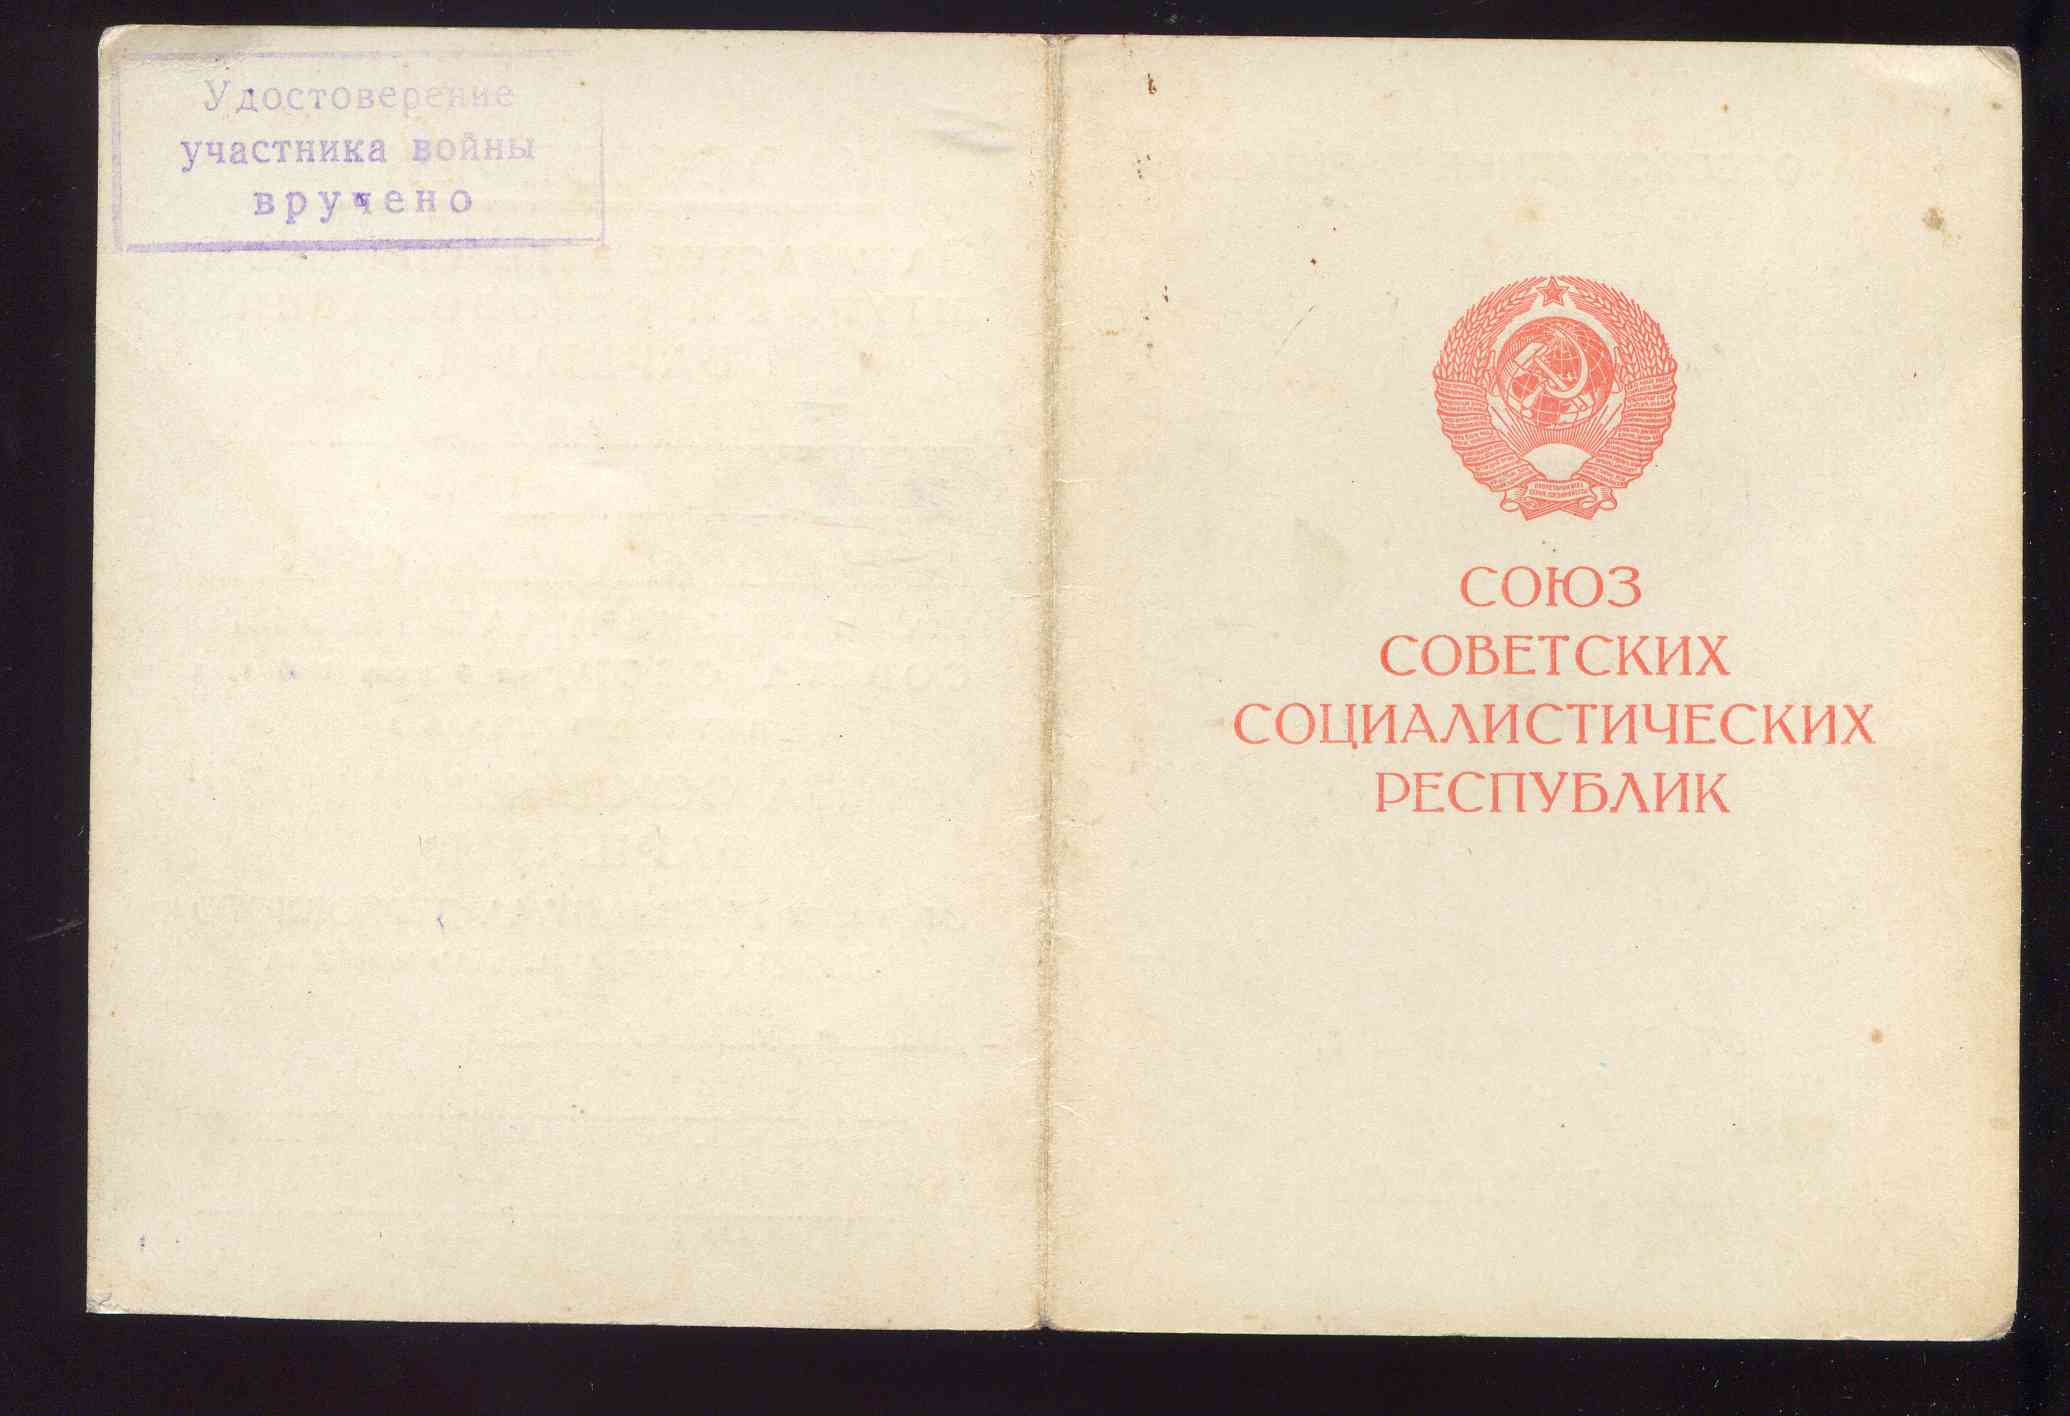 Удостоверение
участника войны
вручено
СОЮЗ
СОВЕТСКИХ
СОЦИАЛИСТИЧЕСКИХ
РЕСПУБЛИК